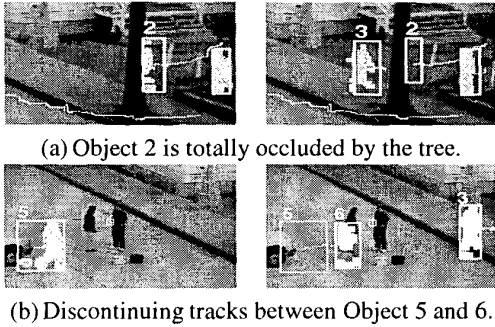 2
3 2
(a) Object 2 is totally occluded by the tree.
5
6 3
(b) Discontinuing tracks between Object 5 and 6.